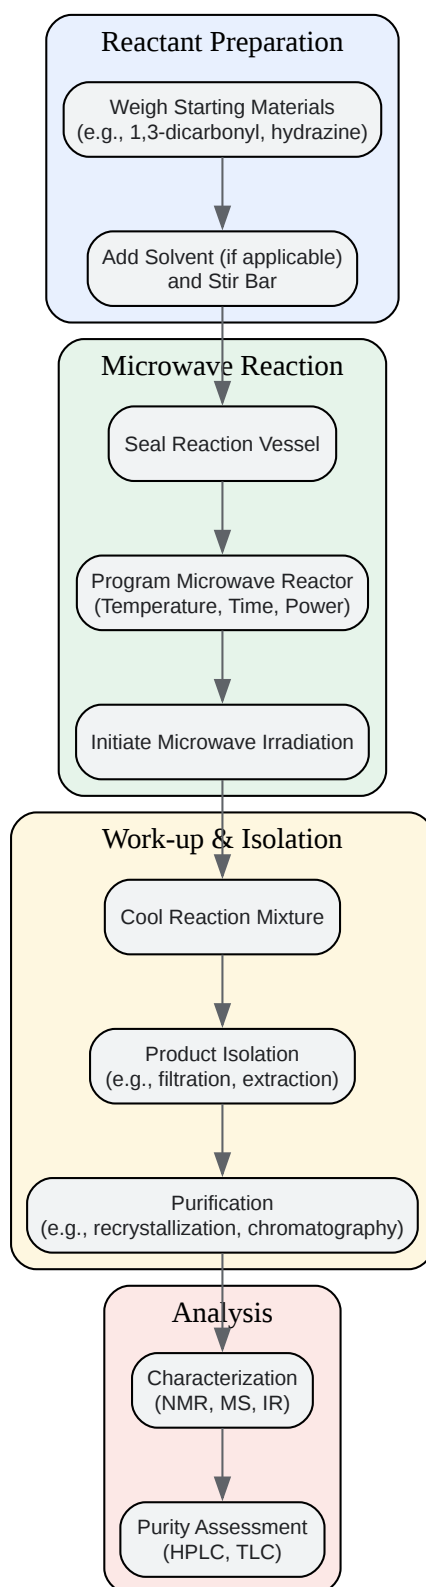 Reactant Preparation
Weigh Starting Materials
(e.g., 1,3-dicarbonyl, hydrazine)
Add Solvent (if applicable)
and Stir Bar
Microwave Reaction
Seal Reaction Vessel
Program Microwave Reactor
(Temperature, Time, Power)
Initiate Microwave Irradiation
Work-up & Isolation
Cool Reaction Mixture
Product Isolation
(e.g., filtration, extraction)
Purification
(e.g., recrystallization, chromatography)
Analysis
Characterization
(NMR, MS, IR)
Purity Assessment
(HPLC, TLC)